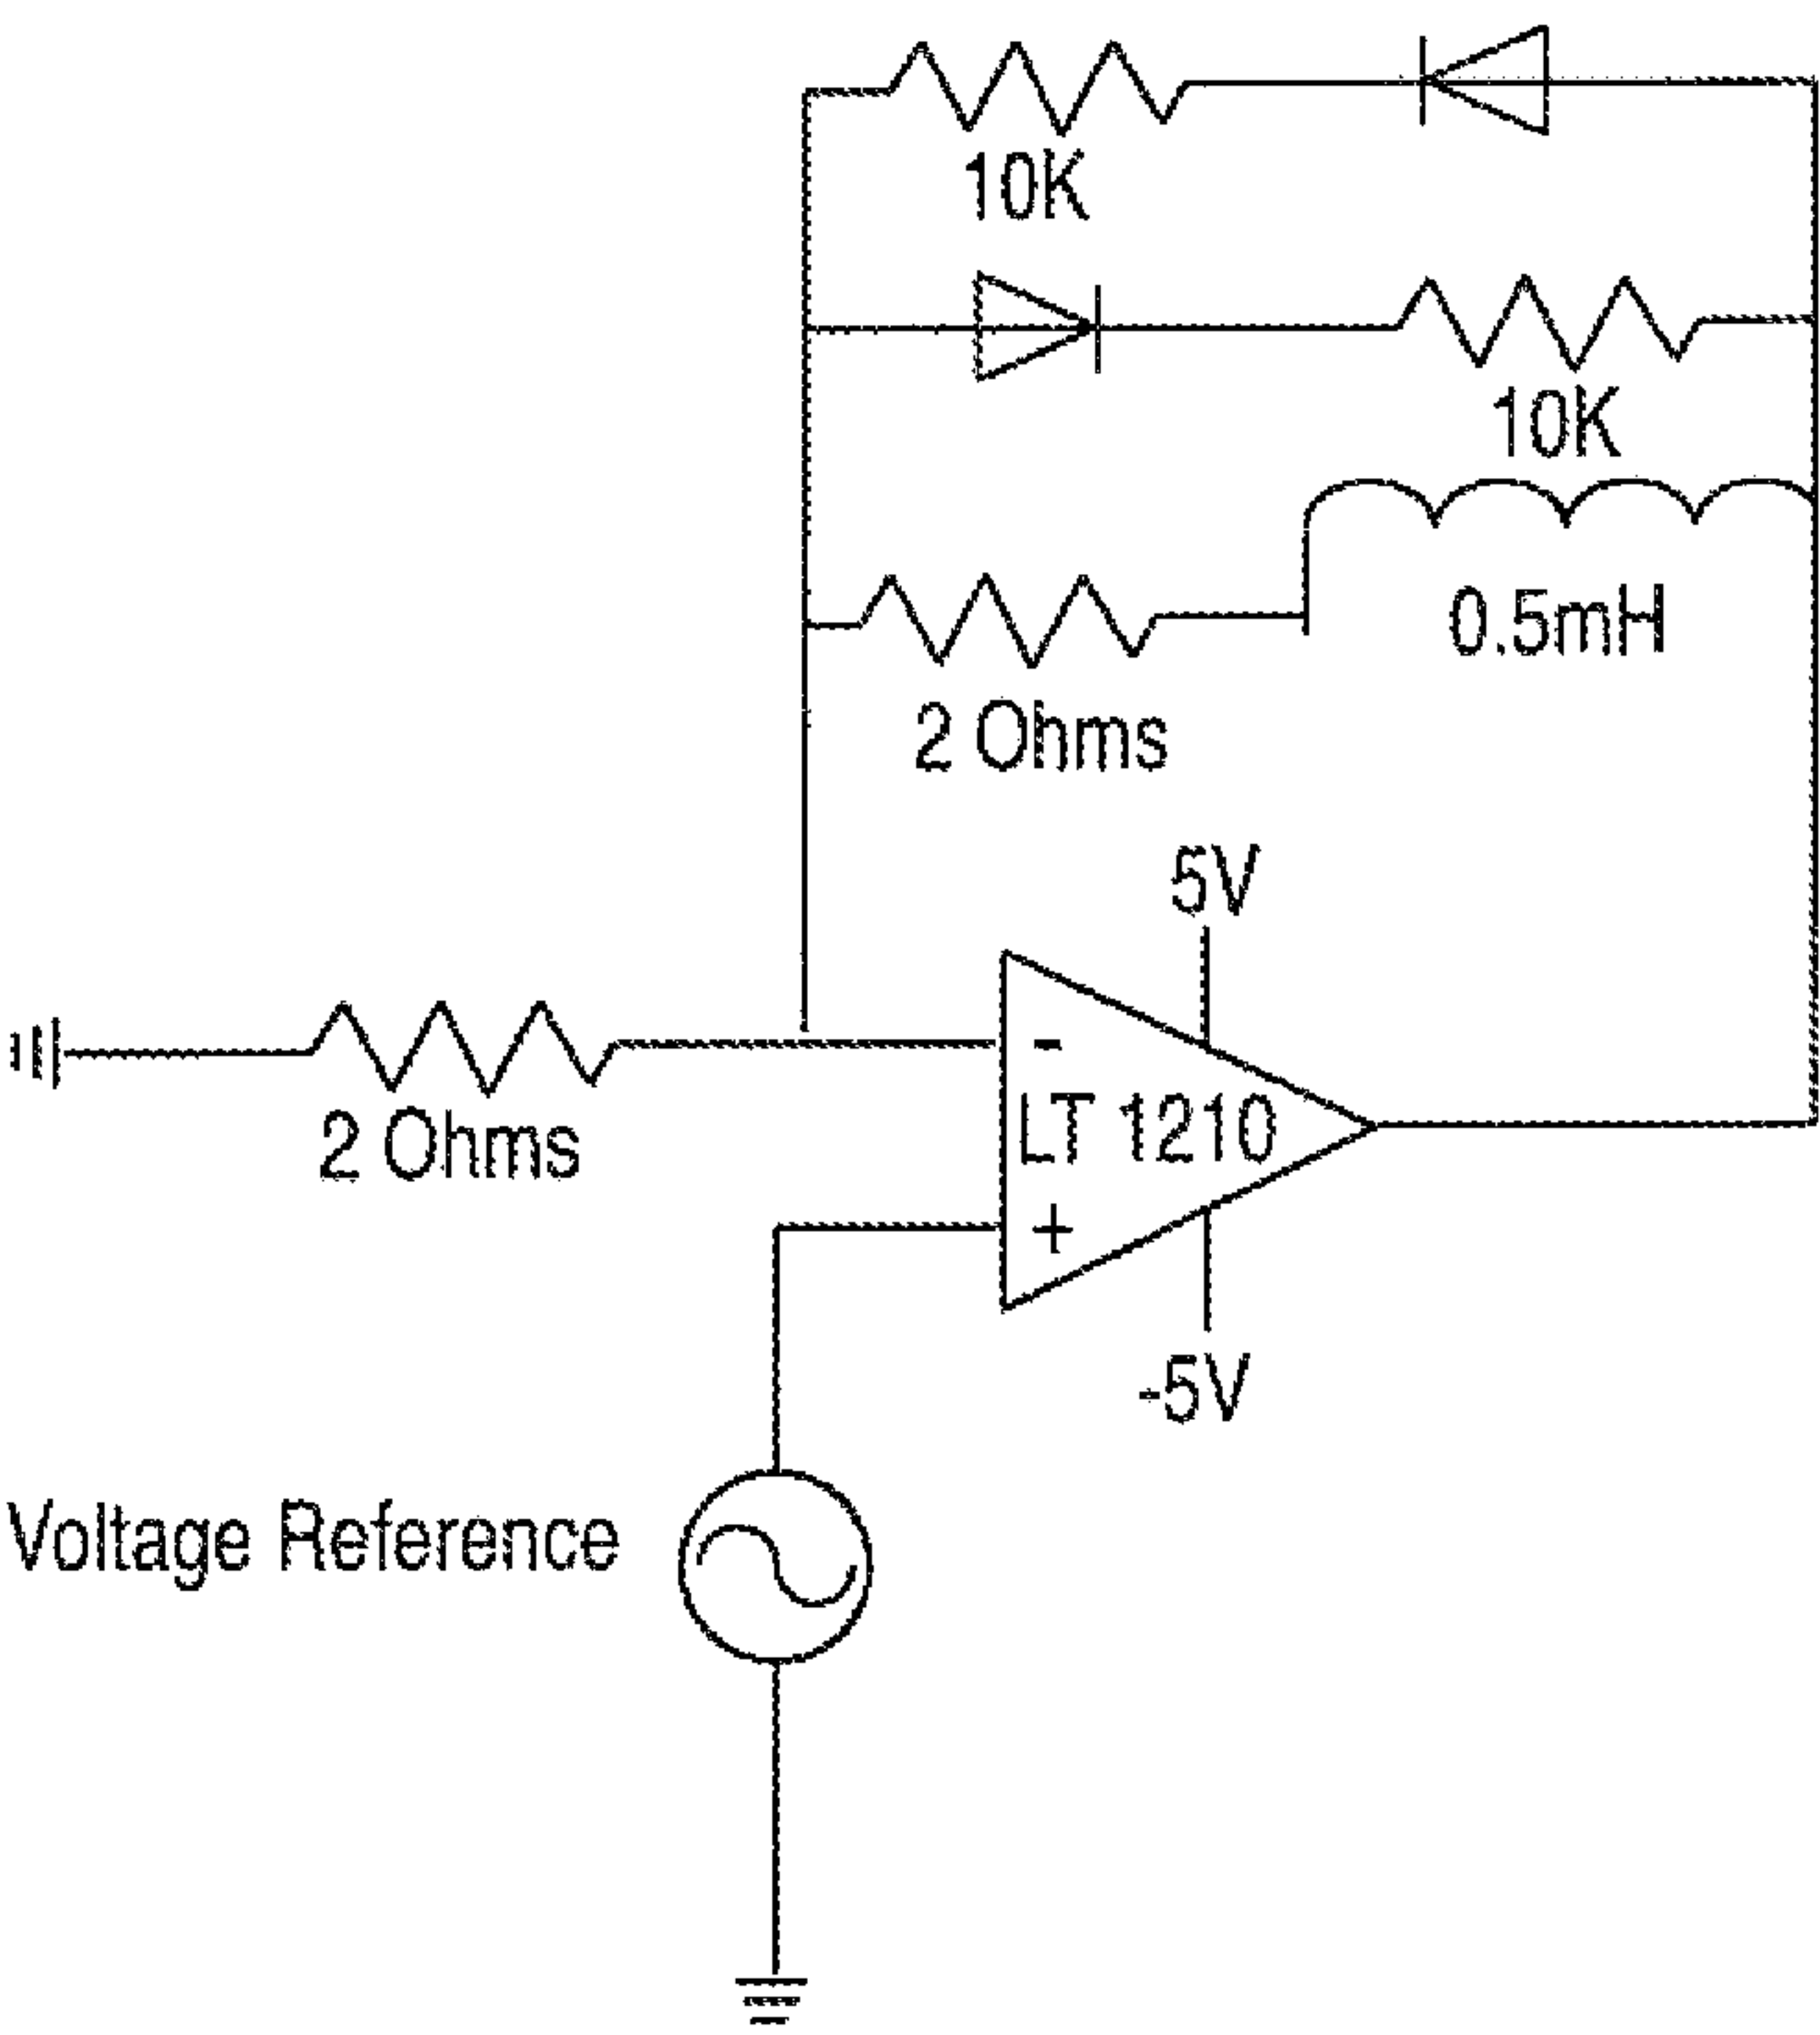 10K
10K
0.5mH
2 Ohms
5V
-
2 Ohms
LT 1210
+
-5V
Voltage Reference